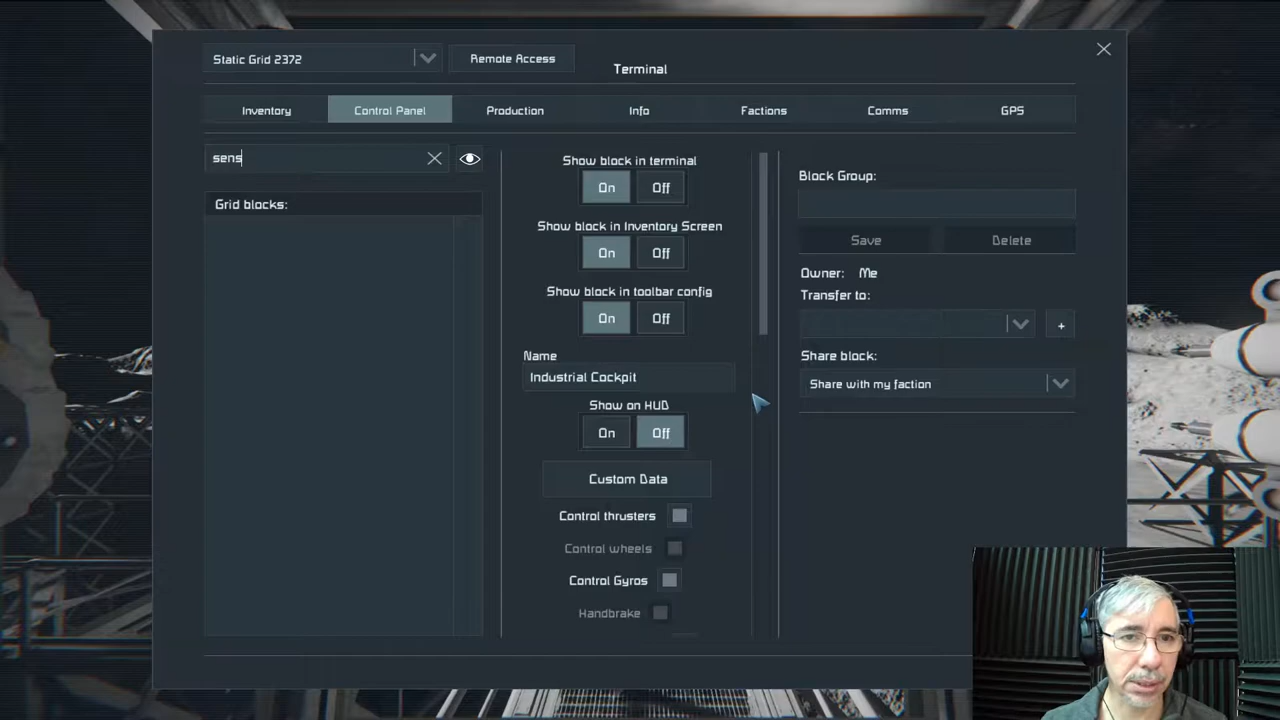 Static Grid 2372
Remote Access
Terminal
Inventory
Control Panel
Production
Info
Factions
Comms
GPS
sens
Grid blocks:
Show block in terminal
On Off
Show block in Inventory Screen
On Off
Show block in toolbar config
On Off
Name
Industrial Cockpit
Show on HUD
On Off
Custom Data
Control thrusters
Control wheels
Control Gyros
Handbrake
Block Group:
Save Delete
Owner: Me
Transfer to:
+
Share block:
Share with my faction